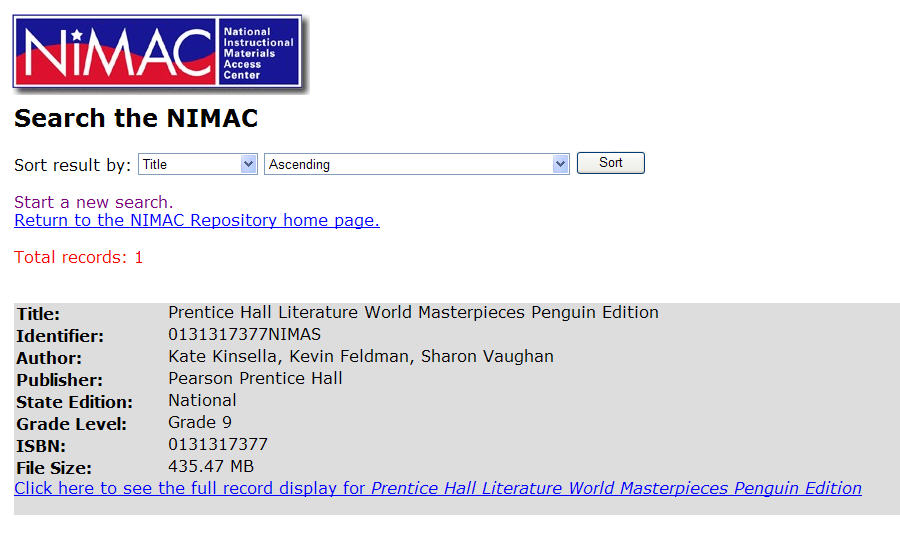 NiMAC
National
Instructional
Materials
Access
Center
Search the NIMAC
Sort result by: Title Ascending Sort
Start a new search.
Return to the NIMAC Repository home page.
Total records: 1
Title: Prentice Hall Literature World Masterpieces Penguin Edition
Identifier: 0131317377NIMAS
Author: Kate Kinsella, Kevin Feldman, Sharon Vaughan
Publisher: Pearson Prentice Hall
State Edition: National
Grade Level: Grade 9
ISBN: 0131317377
File Size: 435.47 MB
Click here to see the full record display for Prentice Hall Literature World Masterpieces Penguin Edition